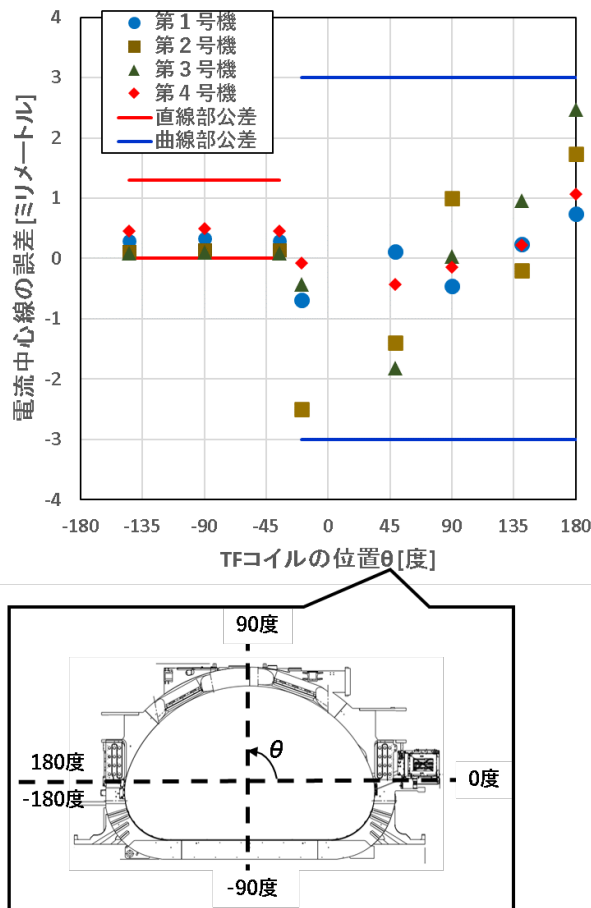 4
3
2
1
0
-1
-2
-3
-4
電流中心線の誤差[ミリメートル]
第１号機
第２号機
第３号機
第４号機
直線部公差
曲線部公差
-180 -135 -90 -45 0 45 90 135 180
TFコイルの位置θ[度]
90度
θ
180度
-180度
0度
-90度